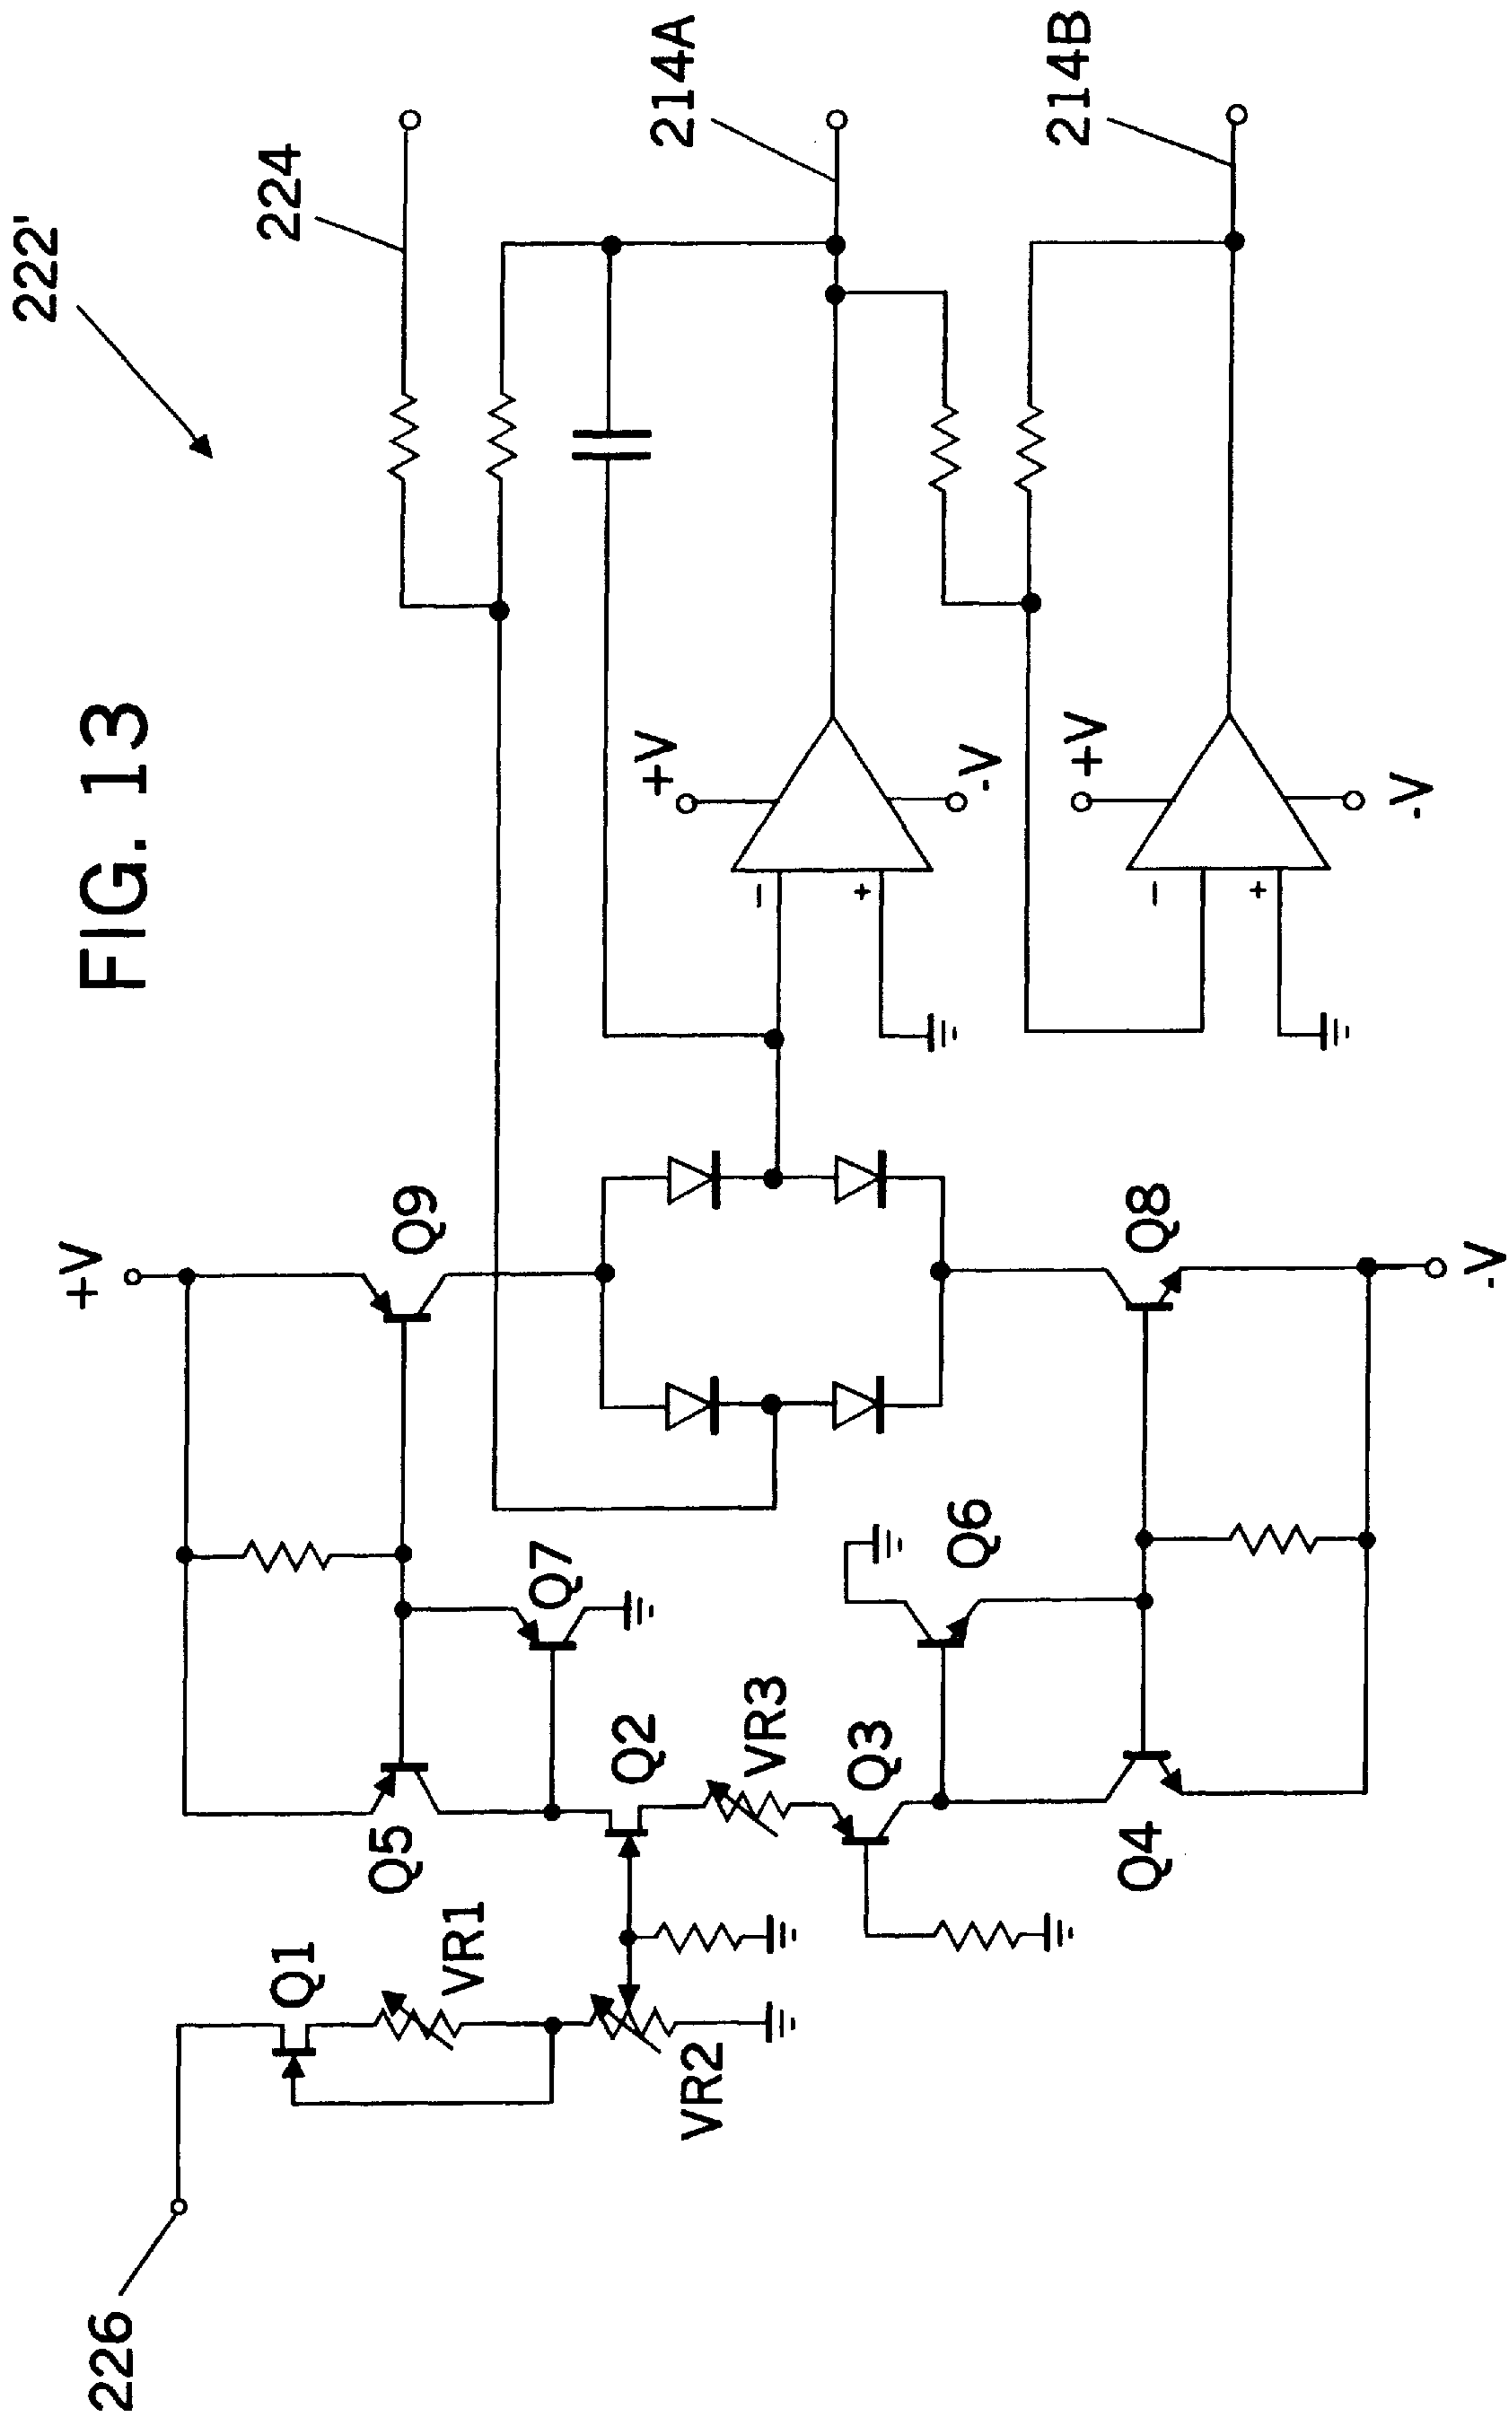 FIG. 13
222'
224
214A
214B
226
+V
Q9
Q5
Q7
Q1
VR1
VR2
Q2
VR3
Q3
Q6
Q4
Q8
-V
+V
−
+
-V
+V
−
+
-V